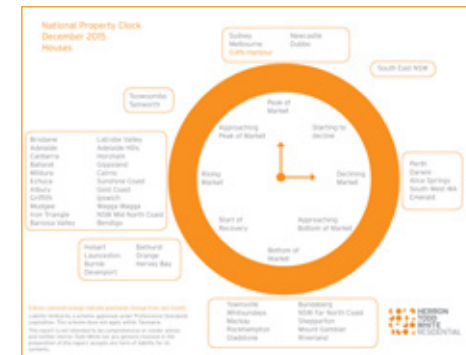 National Property Clock
December 2015
Houses
Sydney Newcastle
Melbourne Dubbo
Coffs Harbour
South East NSW
Tamworth
Peak of
Market
Approaching
Peak of Market
Starting to
decline
Rising
Market
Declining
Market
Start of
Recovery
Approaching
Bottom of Market
Bottom of
Market
Brisbane Latrobe Valley
Adelaide Adelaide Hills
Canberra Horsham
Ballarat Gippsland
Mildura Cairns
Echuca Sunshine Coast
Albury Gold Coast
Griffith Ipswich
Mudgee Wagga Wagga
Iron Triangle NSW Mid North Coast
Barossa Valley Bendigo
Perth
Darwin
Alice Springs
South West WA
Emerald
Hobart Bathurst
Launceston Orange
Burnie Hervey Bay
Devonport
Townsville Bundaberg
Whitsundays NSW Far North Coast
Mackay Shepparton
Rockhampton Mount Gambier
Gladstone Riverland
HERRON
TODD
WHITE
RESIDENTIAL